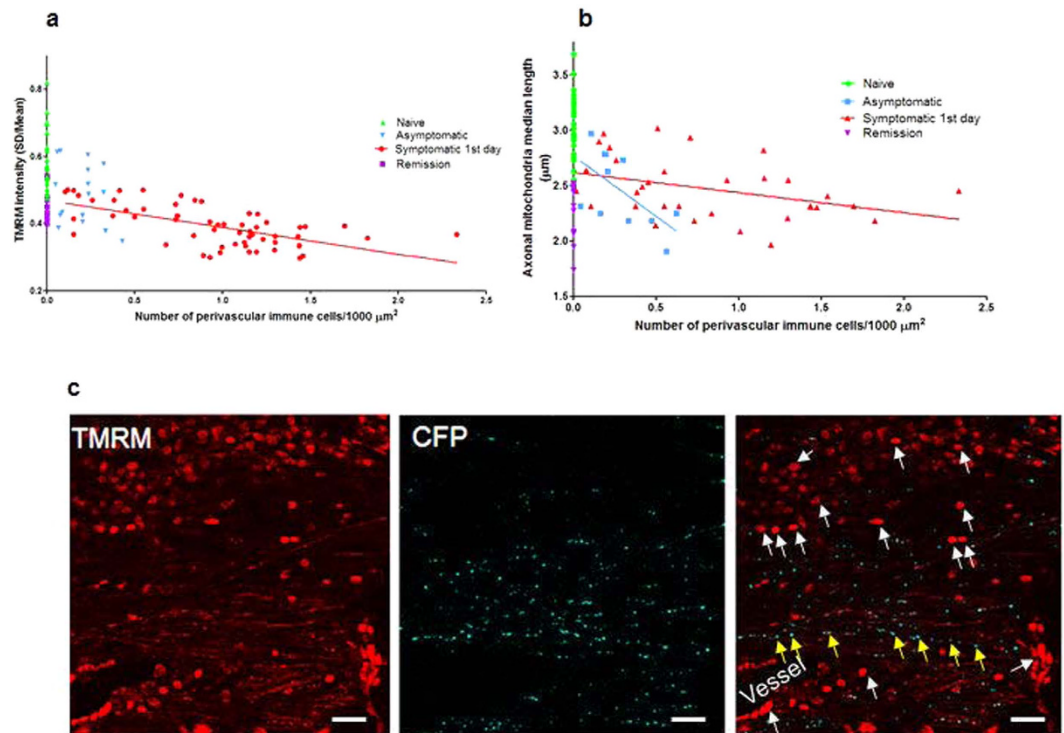 a
TMRM intensity (SD/Mean)
0.8
0.6
0.4
0.2
0.0
0.5
1.0
1.5
2.0
2.5
Number of perivascular immune cells/1000 µm²
Naive
Asymptomatic
Symptomatic 1st day
Remission
b
Axonal mitochondria median length
(µm)
3.5
3.0
2.5
2.0
1.5
0.0
0.5
1.0
1.5
2.0
2.5
Number of perivascular immune cells/1000 µm²
Naive
Asymptomatic
Symptomatic 1st day
Remission
c
TMRM
CFP
Vessel